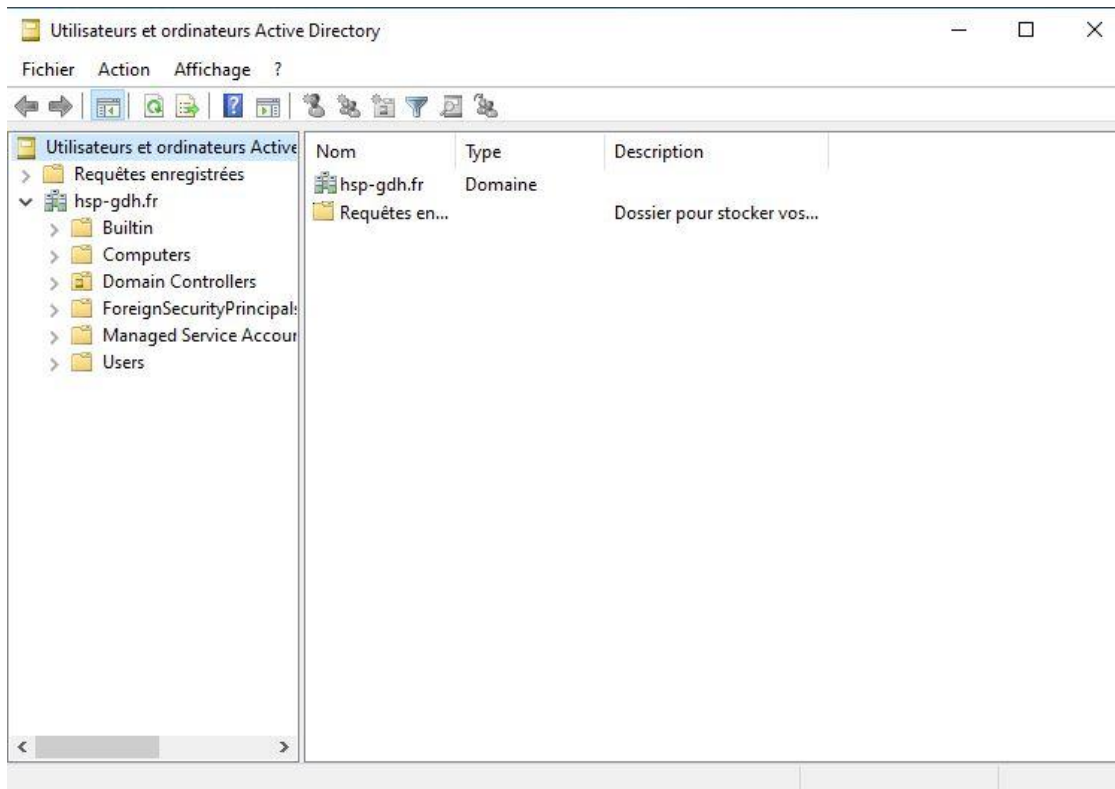 Utilisateurs et ordinateurs Active Directory
Fichier Action Affichage ?
Utilisateurs et ordinateurs Active
Requêtes enregistrées
hsp-gdh.fr
Builtin
Computers
Domain Controllers
ForeignSecurityPrincipals
Managed Service Accour
Users
Nom Type Description
hsp-gdh.fr Domaine
Requêtes en... Dossier pour stocker vos...